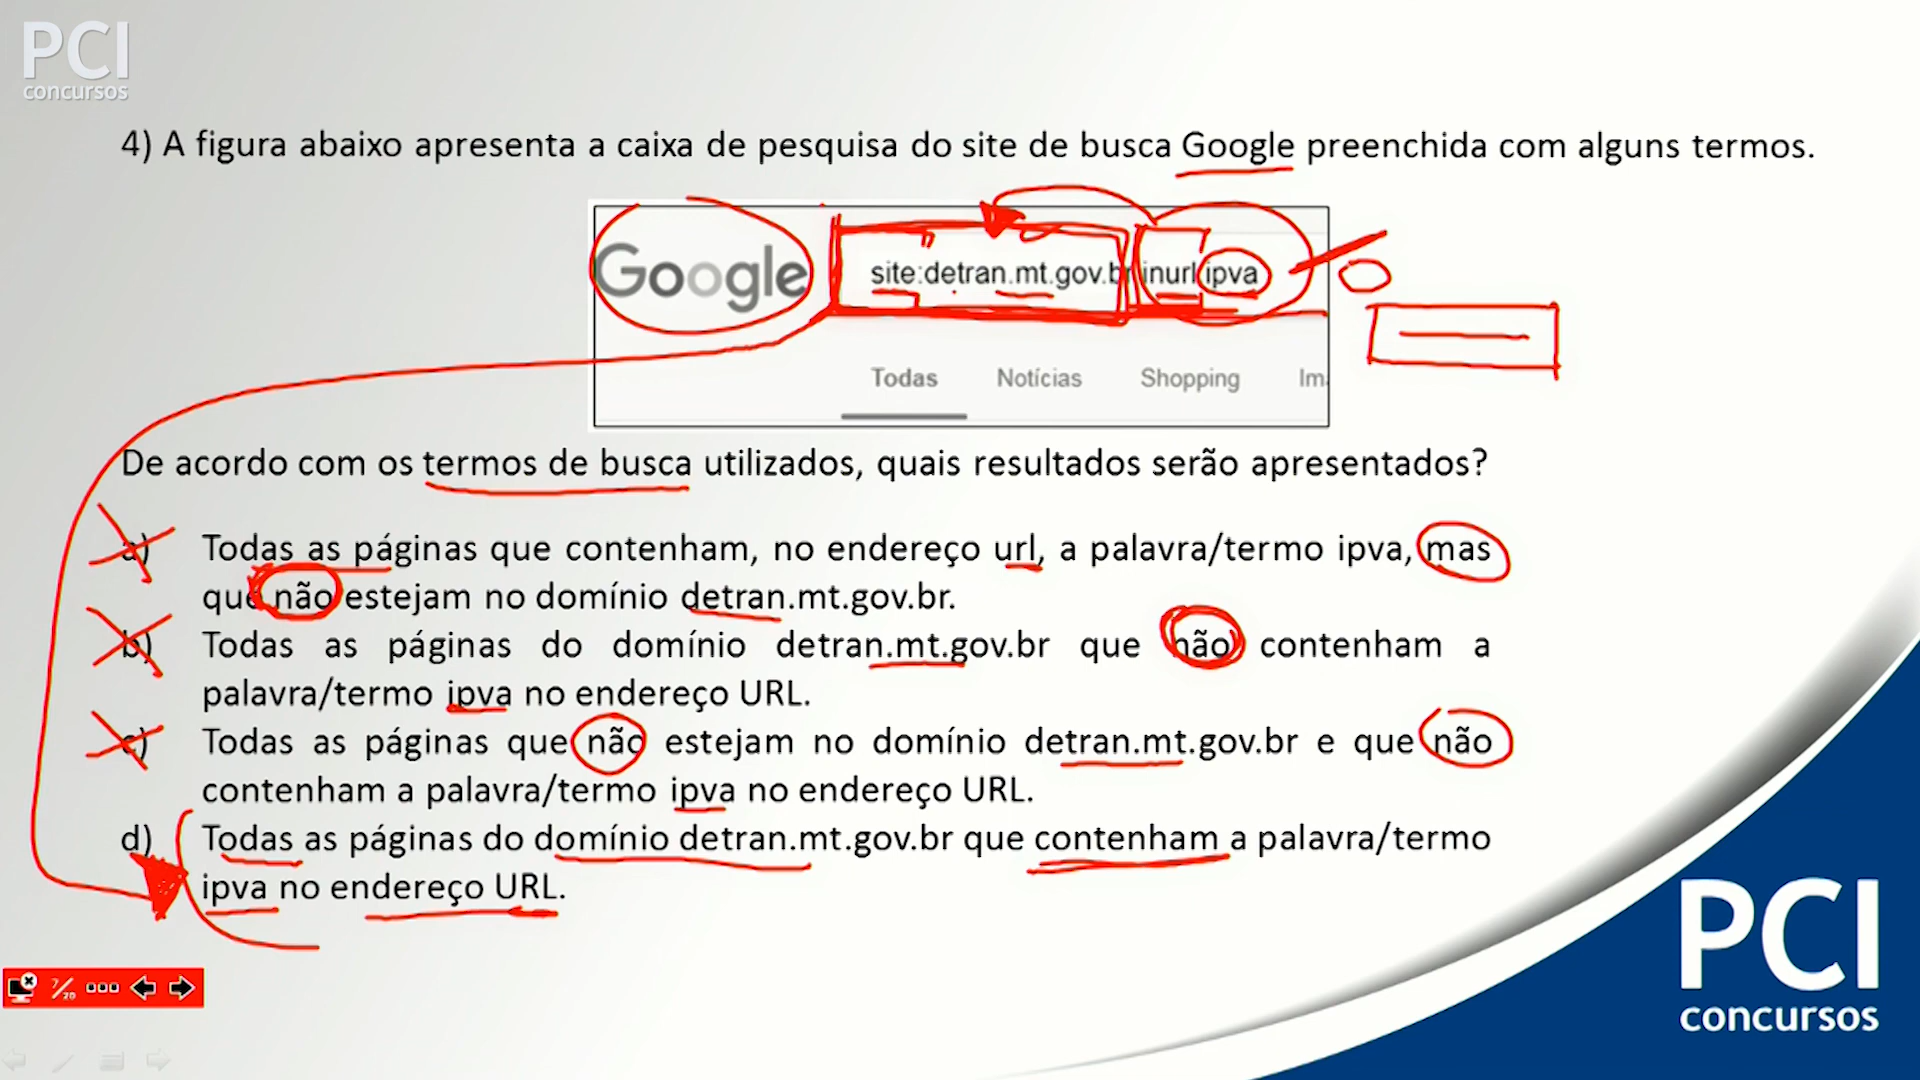 PCI
concursos
4) A figura abaixo apresenta a caixa de pesquisa do site de busca Google preenchida com alguns termos.
Google site:detran.mt.gov.br inurl:ipva
Todas Notícias Shopping Im
De acordo com os termos de busca utilizados, quais resultados serão apresentados?
a) Todas as páginas que contenham, no endereço url, a palavra/termo ipva, mas
que não estejam no domínio detran.mt.gov.br.
b) Todas as páginas do domínio detran.mt.gov.br que não contenham a
palavra/termo ipva no endereço URL.
c) Todas as páginas que não estejam no domínio detran.mt.gov.br e que não
contenham a palavra/termo ipva no endereço URL.
d) Todas as páginas do domínio detran.mt.gov.br que contenham a palavra/termo
ipva no endereço URL.
7/20
PCI
concursos